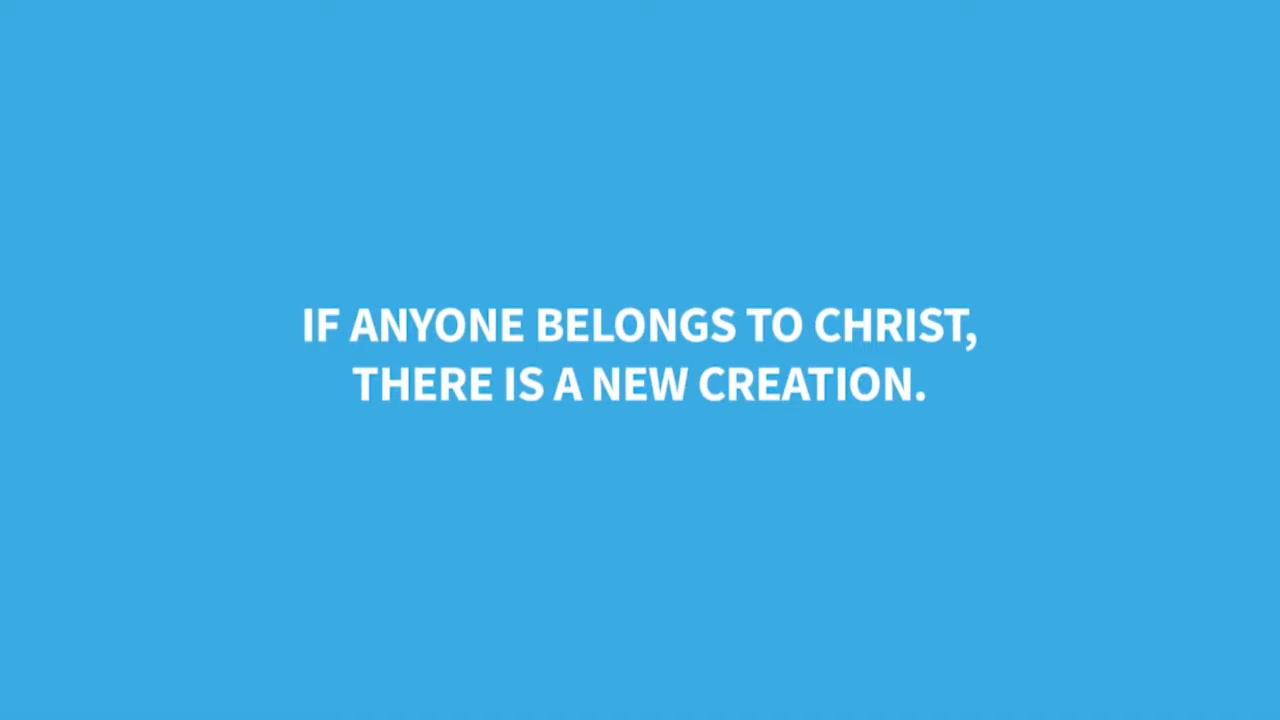 IF ANYONE BELONGS TO CHRIST,
THERE IS A NEW CREATION.